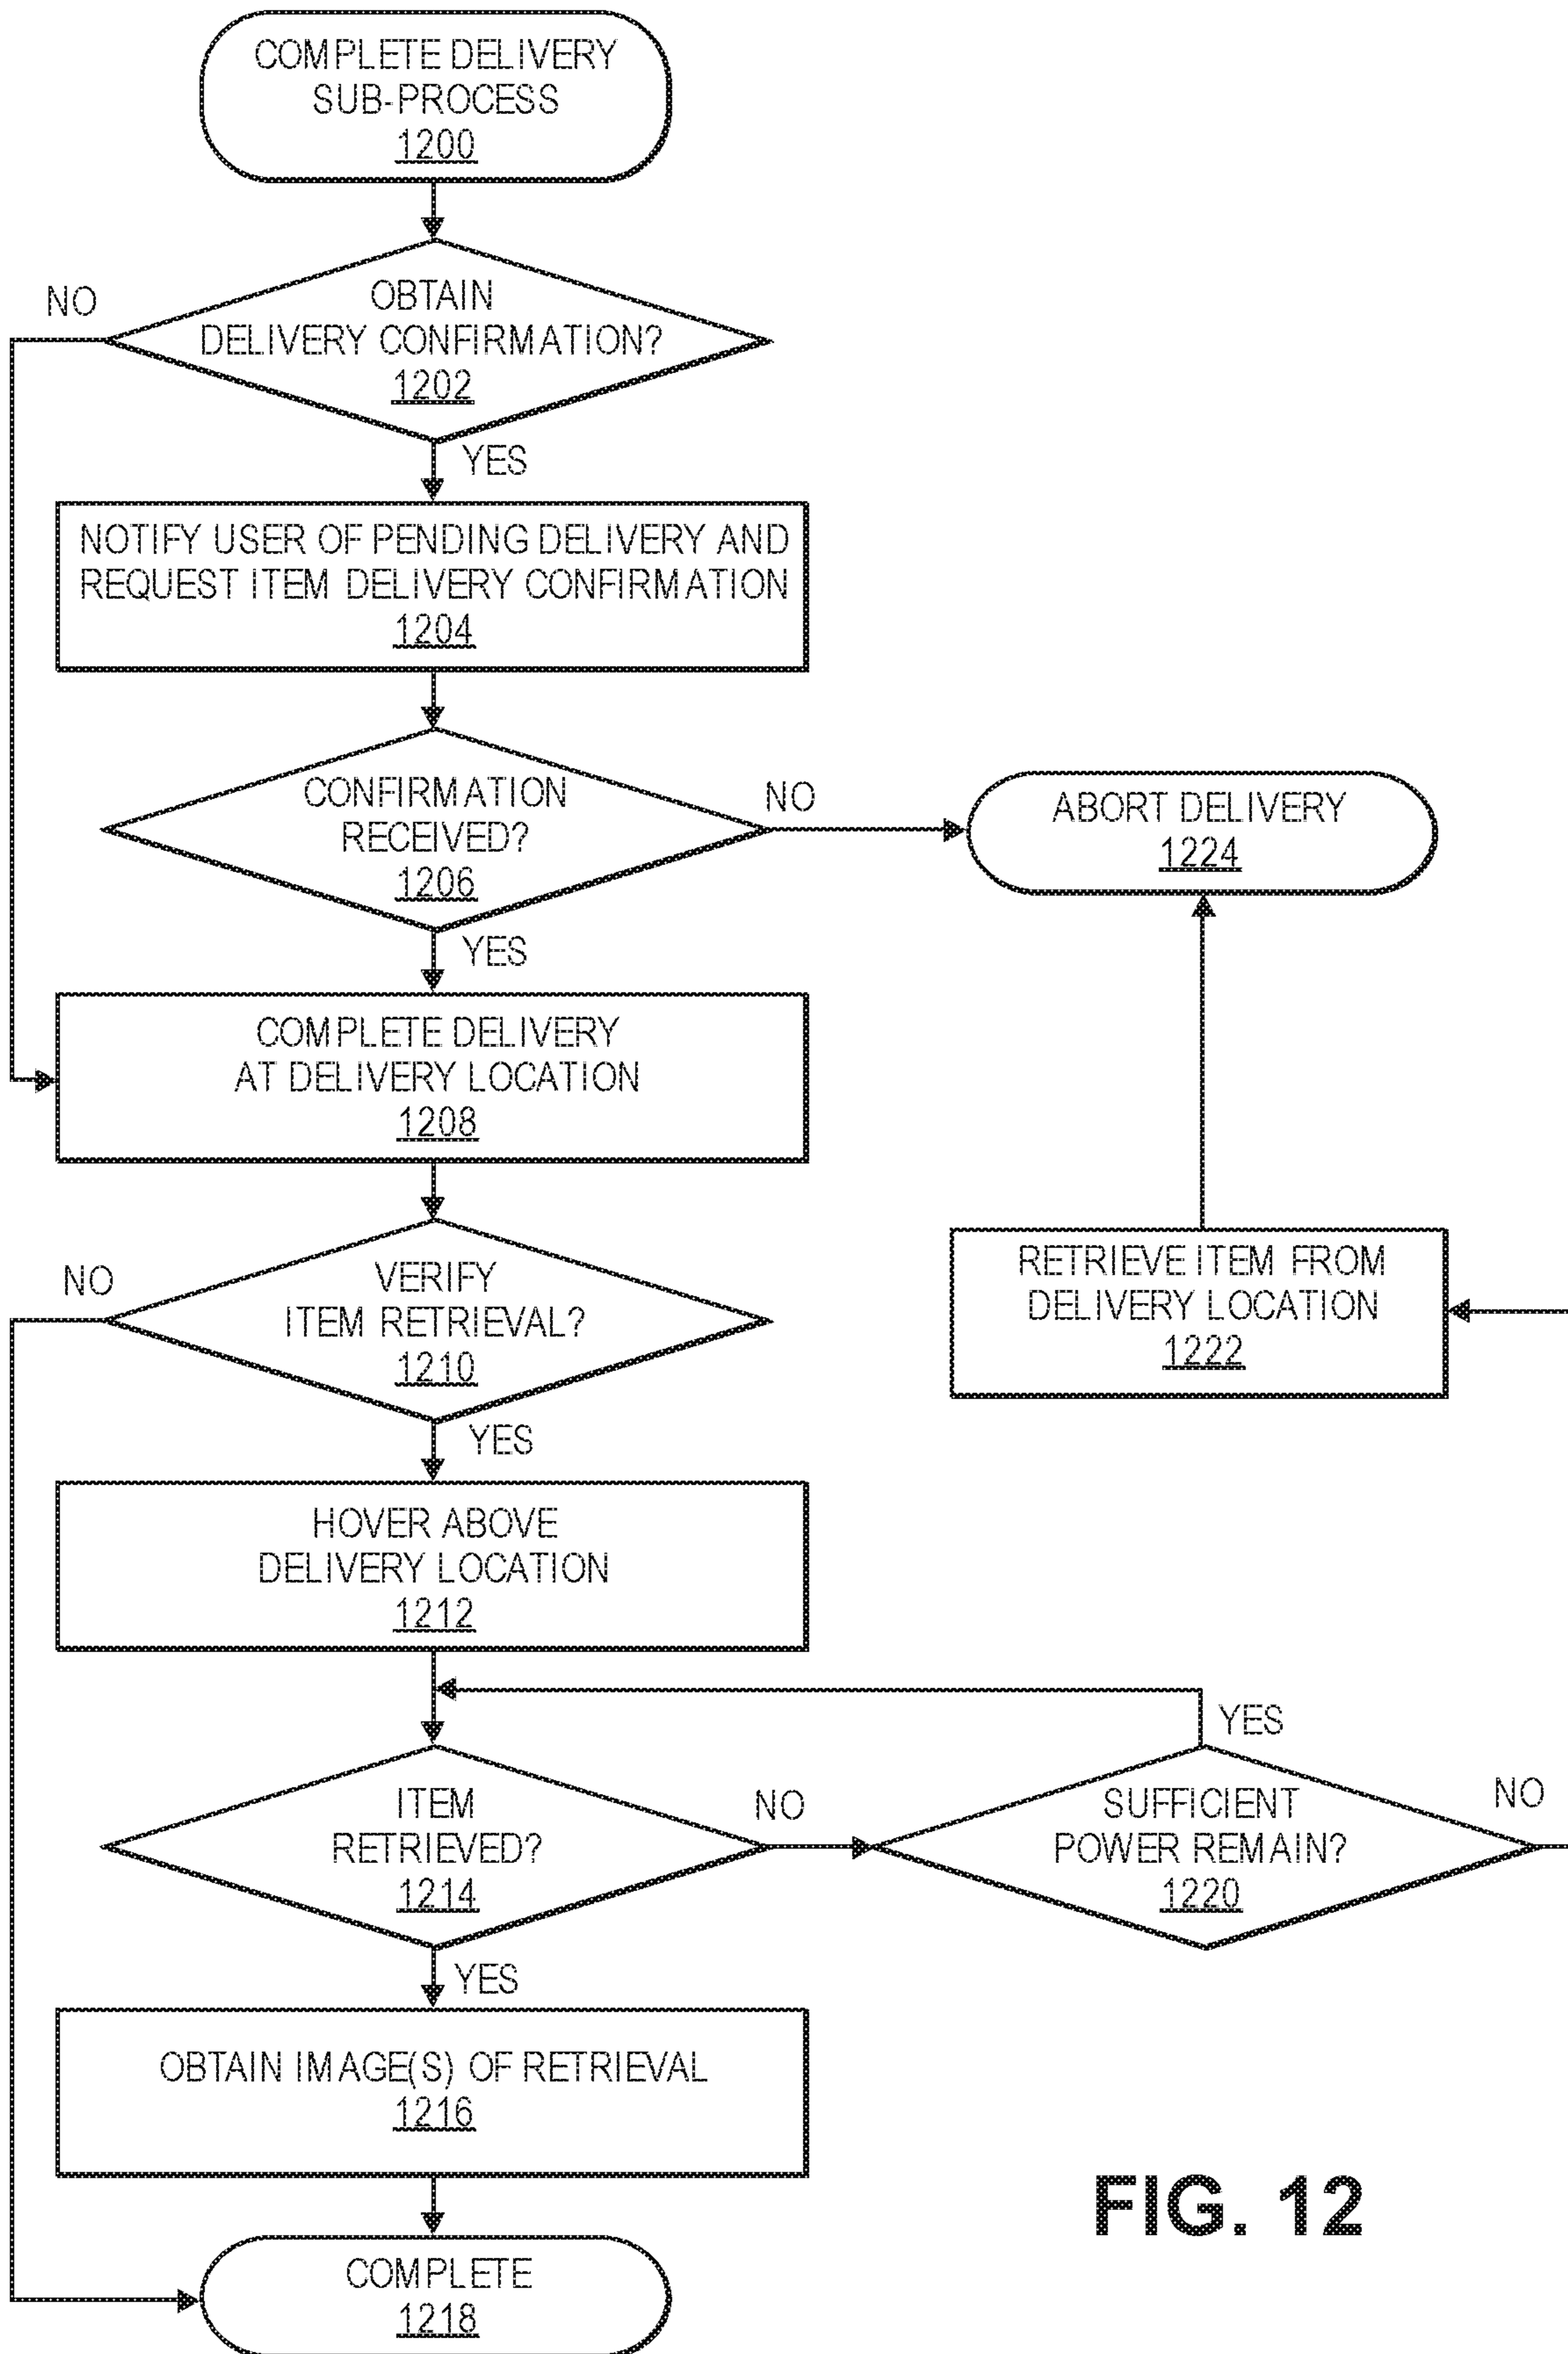 COMPLETE DELIVERY
SUB-PROCESS
1200
NO
OBTAIN
DELIVERY CONFIRMATION?
1202
YES
NOTIFY USER OF PENDING DELIVERY AND
REQUEST ITEM DELIVERY CONFIRMATION
1204
CONFIRMATION
RECEIVED?
1206
NO
ABORT DELIVERY
1224
YES
COMPLETE DELIVERY
AT DELIVERY LOCATION
1208
NO
VERIFY
ITEM RETRIEVAL?
1210
RETRIEVE ITEM FROM
DELIVERY LOCATION
1222
YES
HOVER ABOVE
DELIVERY LOCATION
1212
YES
ITEM
RETRIEVED?
1214
NO
SUFFICIENT
POWER REMAIN?
1220
NO
YES
OBTAIN IMAGE(S) OF RETRIEVAL
1216
FIG. 12
COMPLETE
1218